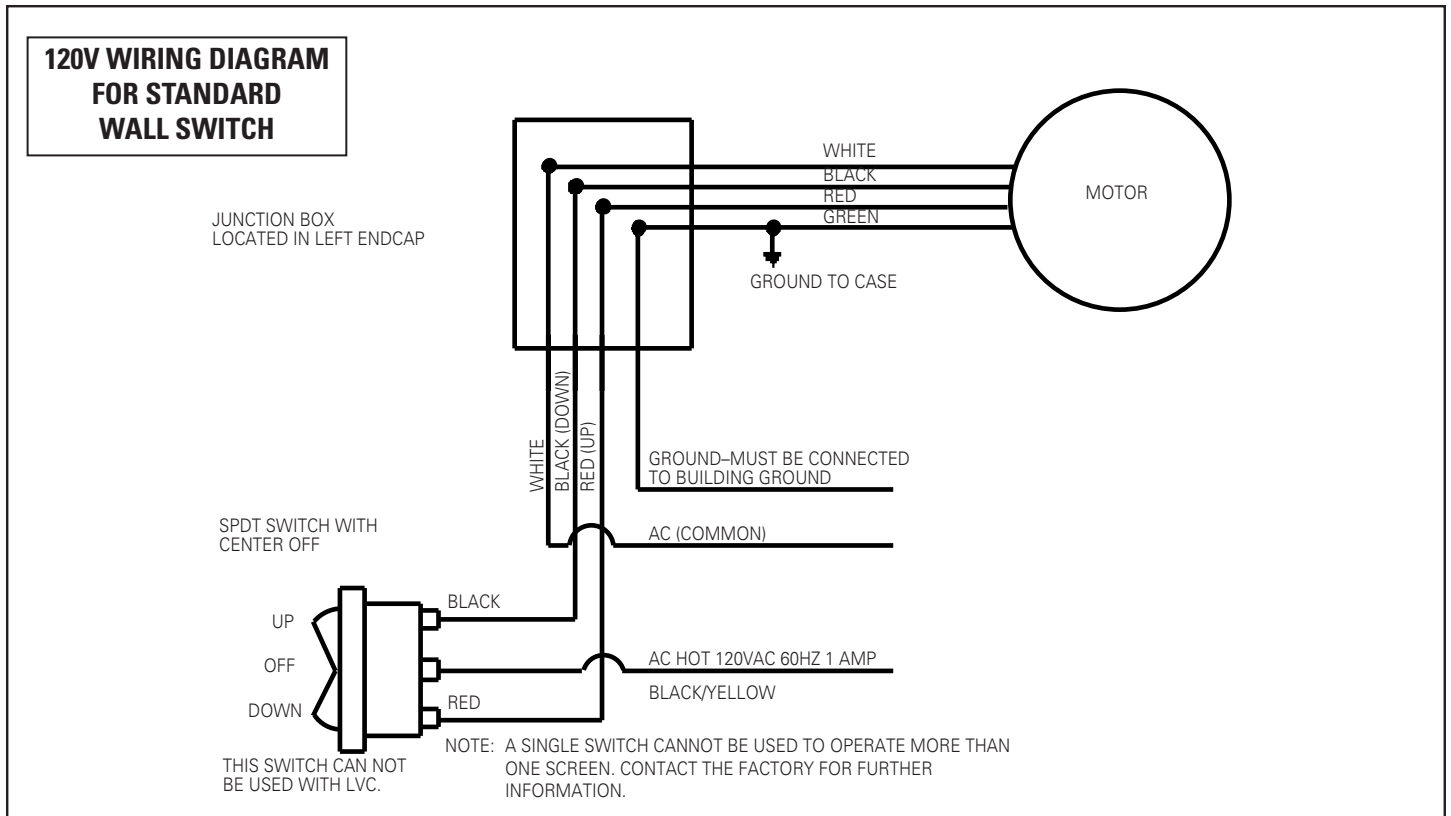 120V WIRING DIAGRAM
FOR STANDARD
WALL SWITCH
WHITE
BLACK
RED
GREEN
MOTOR
JUNCTION BOX
LOCATED IN LEFT ENDCAP
GROUND TO CASE
WHITE
BLACK (DOWN)
RED (UP)
GROUND–MUST BE CONNECTED
TO BUILDING GROUND
SPDT SWITCH WITH
CENTER OFF
AC (COMMON)
BLACK
UP
OFF
DOWN
AC HOT 120VAC 60HZ 1 AMP
BLACK/YELLOW
RED
THIS SWITCH CAN NOT
BE USED WITH LVC.
NOTE: A SINGLE SWITCH CANNOT BE USED TO OPERATE MORE THAN
ONE SCREEN. CONTACT THE FACTORY FOR FURTHER
INFORMATION.